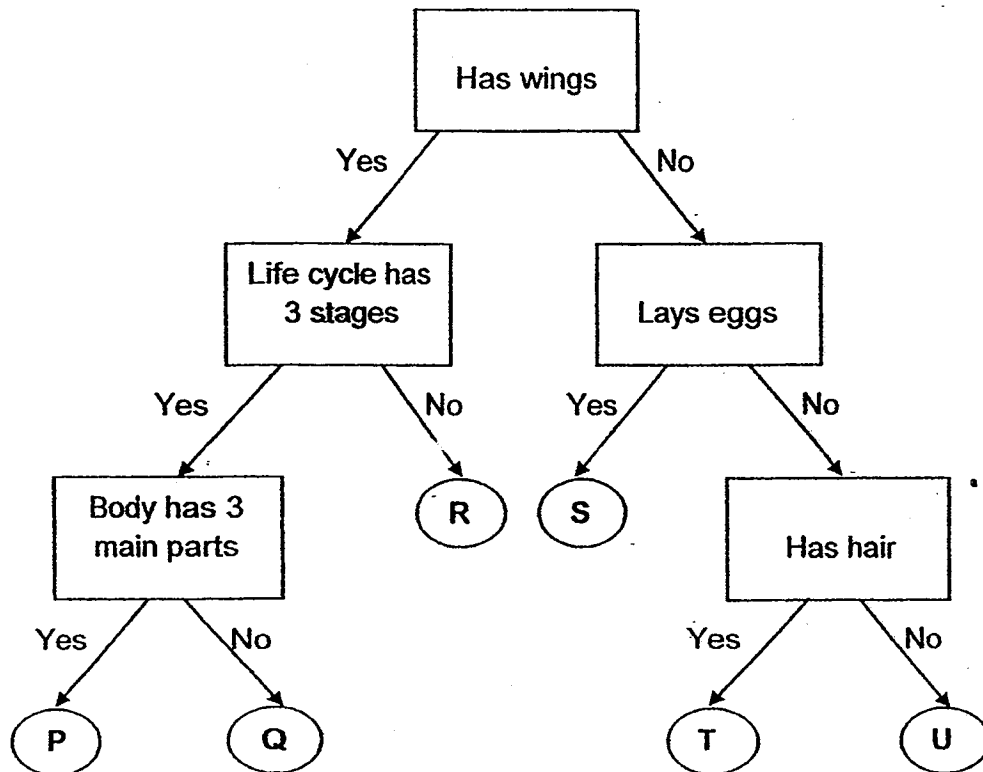 Has wings
Yes
No
Life cycle has
3 stages
Lays eggs
Yes
No
Yes
No
Body has 3
main parts
R
S
Has hair
Yes
No
Yes
No
P
Q
T
U